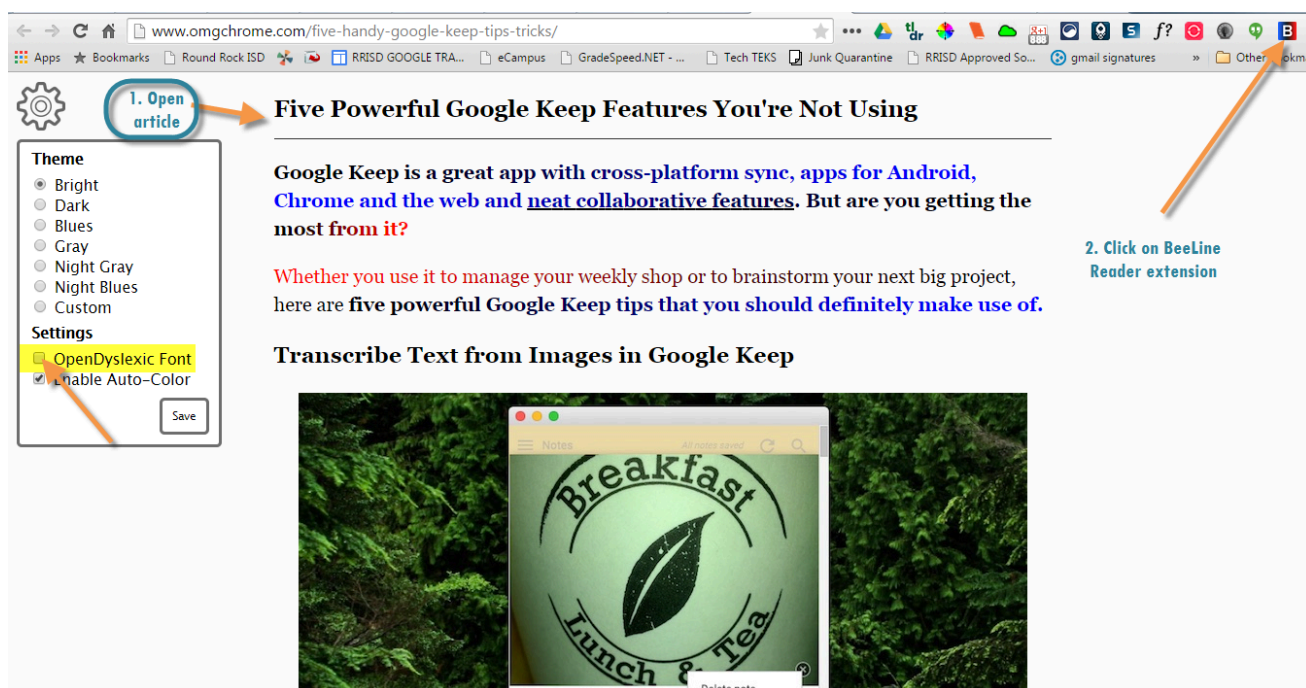 www.omgchrome.com/five-handy-google-keep-tips-tricks/
tl;dr
g+1
S
f?
B
Apps Bookmarks Round Rock ISD RRISD GOOGLE TRA... eCampus GradeSpeed.NET - ... Tech TEKS Junk Quarantine RRISD Approved So... gmail signatures » Other
1. Open
article
Five Powerful Google Keep Features You're Not Using
Theme
Bright
Dark
Blues
Gray
Night Gray
Night Blues
Custom
Settings
OpenDyslexic Font
Enable Auto-Color
Save
Google Keep is a great app with cross-platform sync, apps for Android,
Chrome and the web and neat collaborative features. But are you getting the
most from it?
2. Click on BeeLine
Reader extension
Whether you use it to manage your weekly shop or to brainstorm your next big project,
here are five powerful Google Keep tips that you should definitely make use of.
Transcribe Text from Images in Google Keep
Notes All notes saved
Breakfast
Lunch & Tea
Delete note